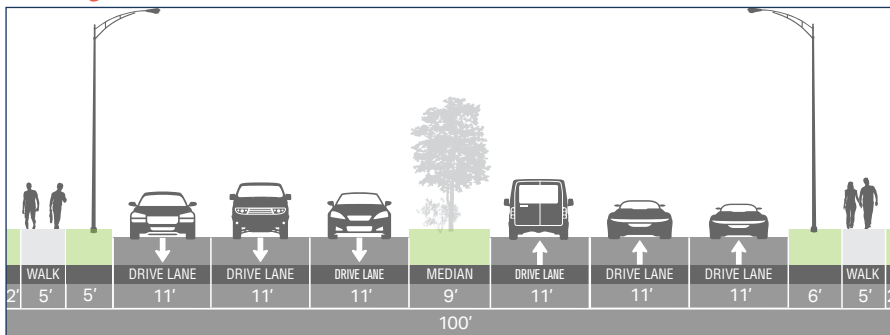 WALK DRIVE LANE DRIVE LANE DRIVE LANE MEDIAN DRIVE LANE DRIVE LANE DRIVE LANE WALK
2' 5' 5' 11' 11' 11' 9' 11' 11' 11' 6' 5' 2
100'